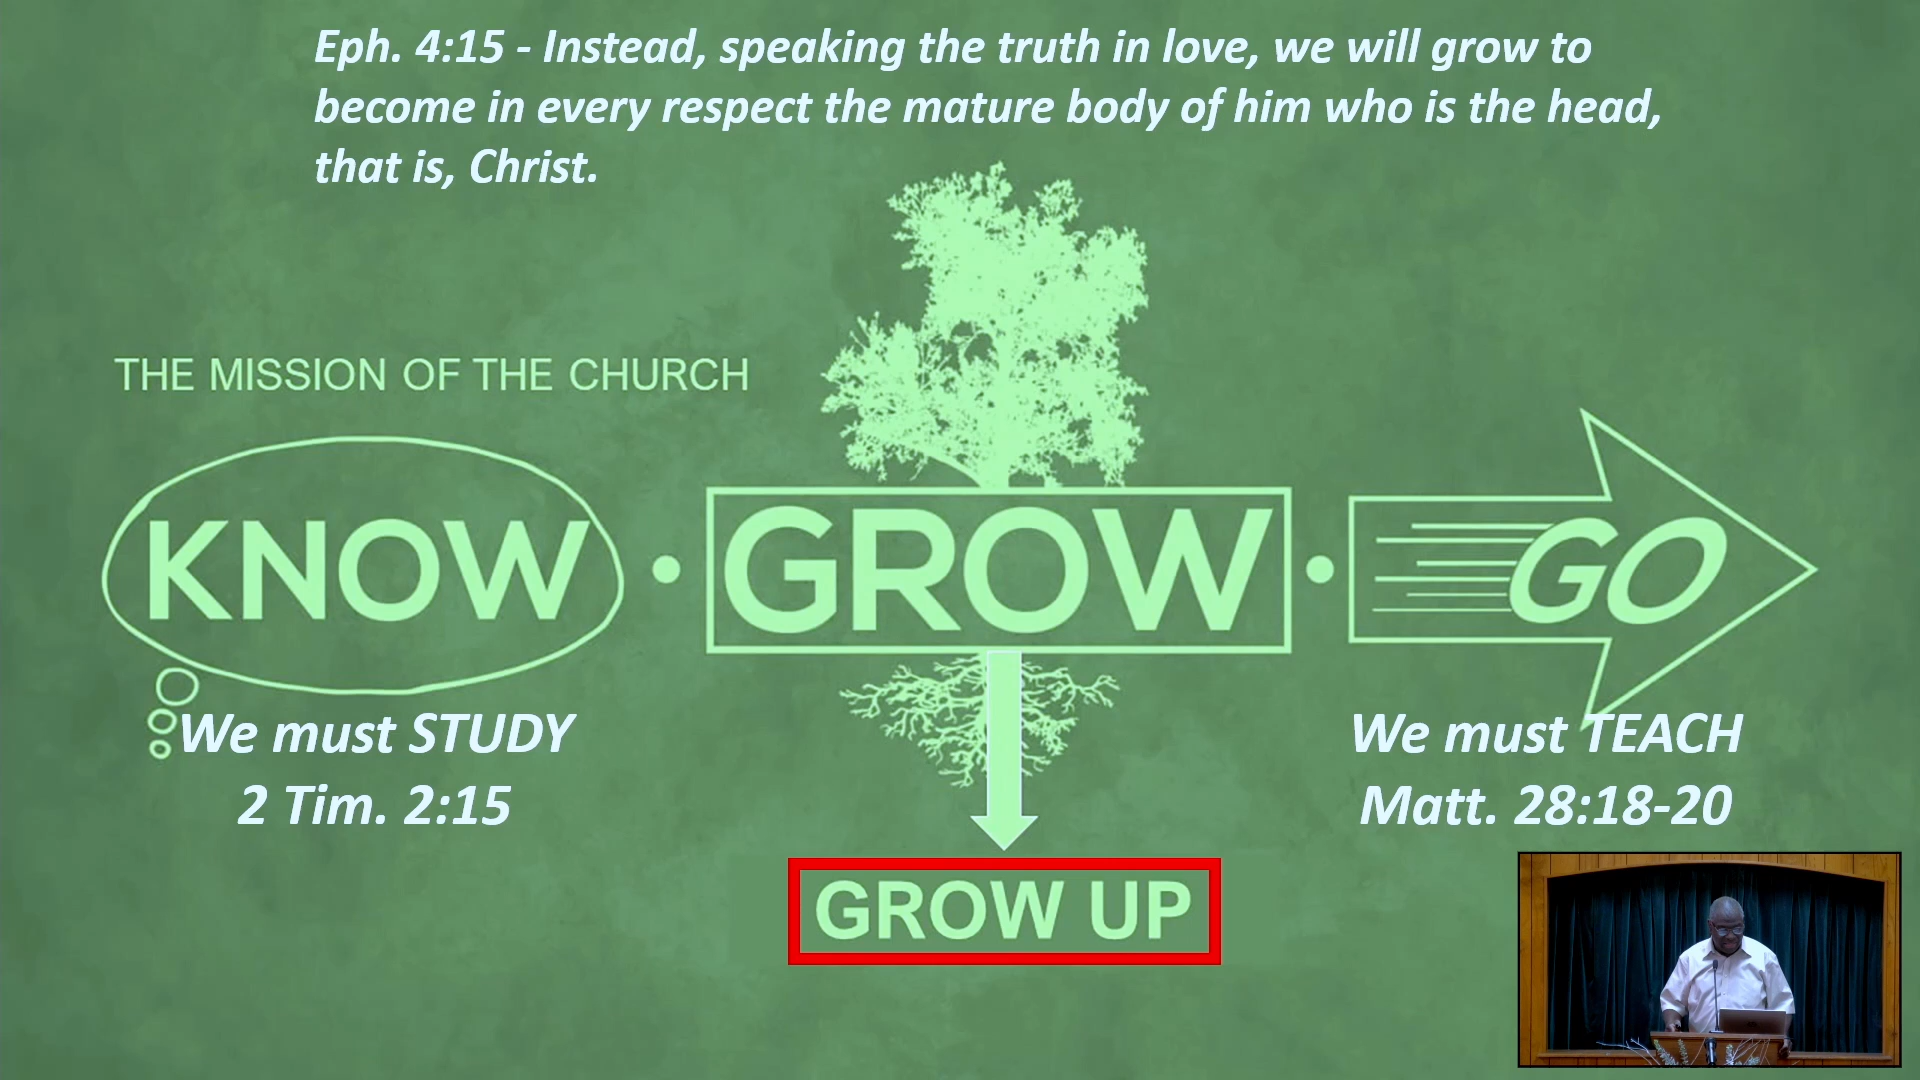 Eph. 4:15 - Instead, speaking the truth in love, we will grow to
become in every respect the mature body of him who is the head,
that is, Christ.
THE MISSION OF THE CHURCH
KNOW • GROW • GO
We must STUDY
2 Tim. 2:15
We must TEACH
Matt. 28:18-20
GROW UP